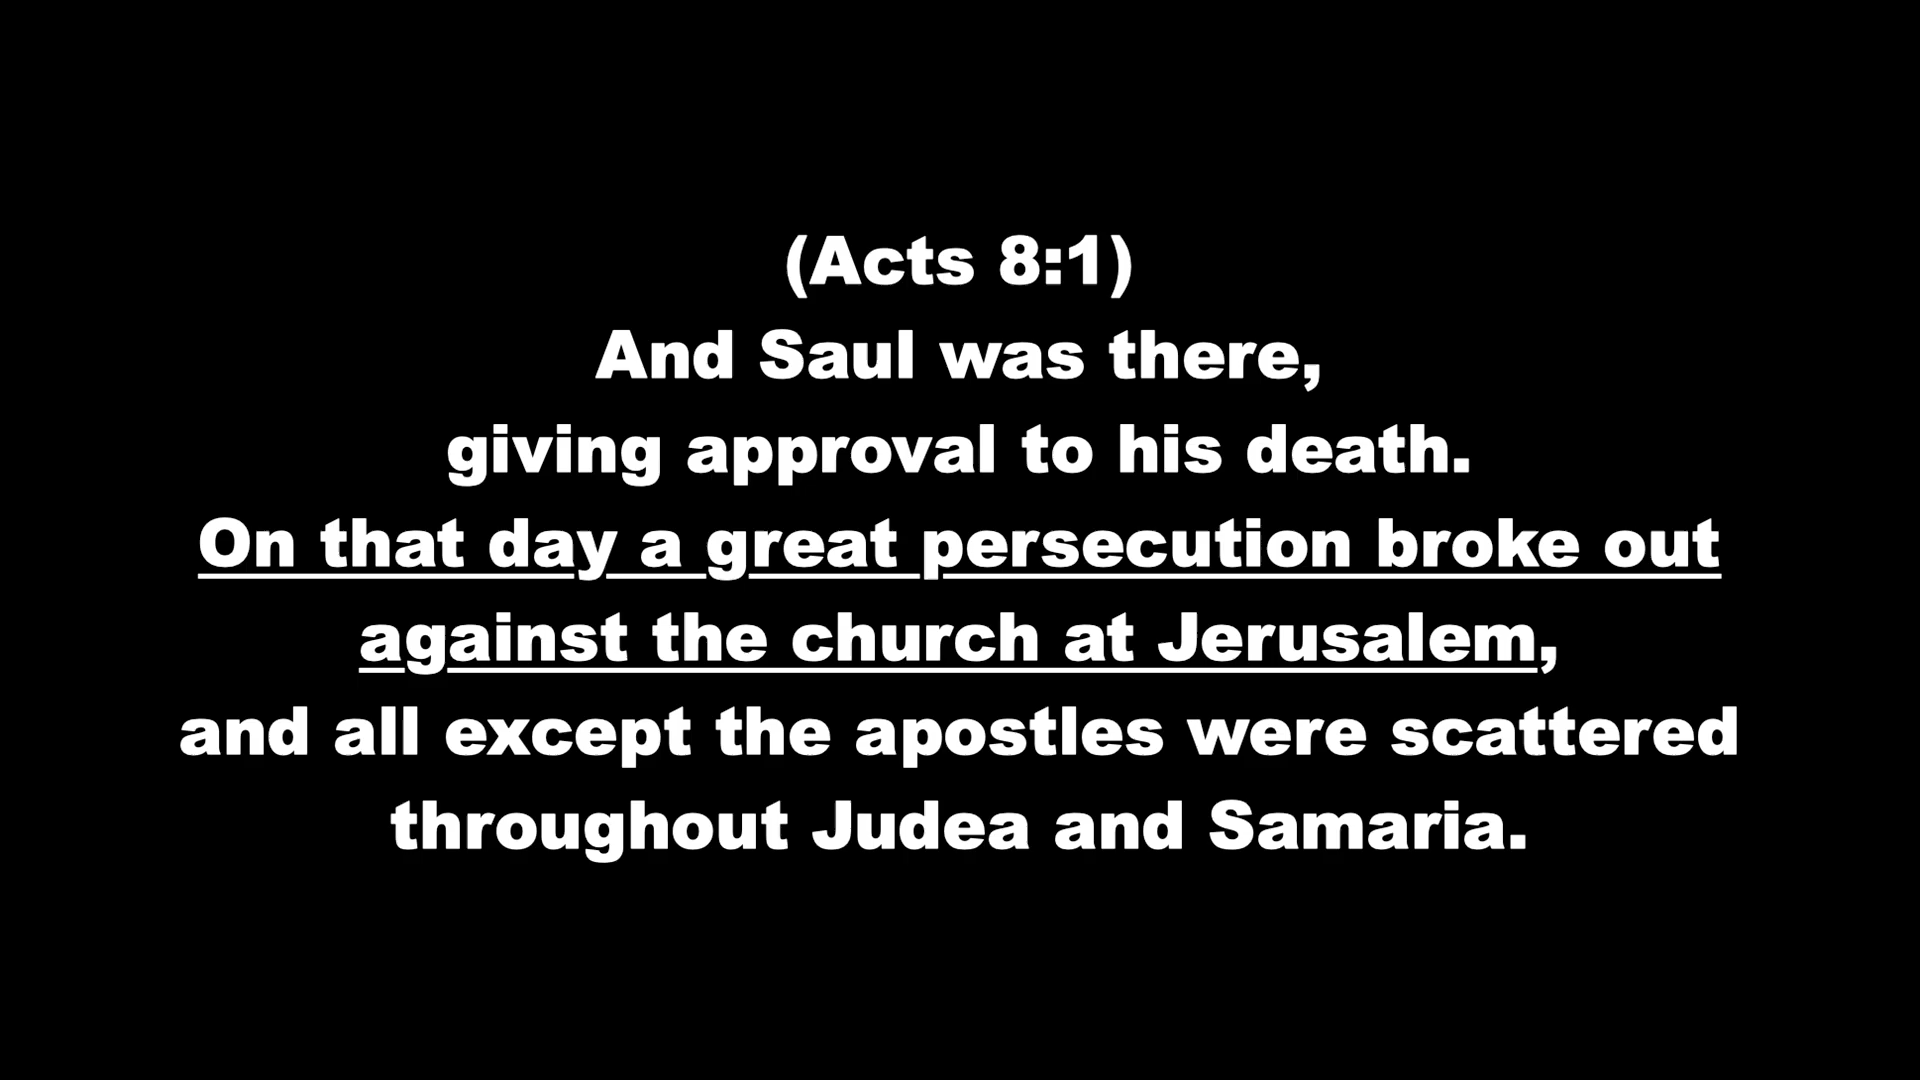 (Acts 8:1)
And Saul was there,
giving approval to his death.
On that day a great persecution broke out
against the church at Jerusalem,
and all except the apostles were scattered
throughout Judea and Samaria.